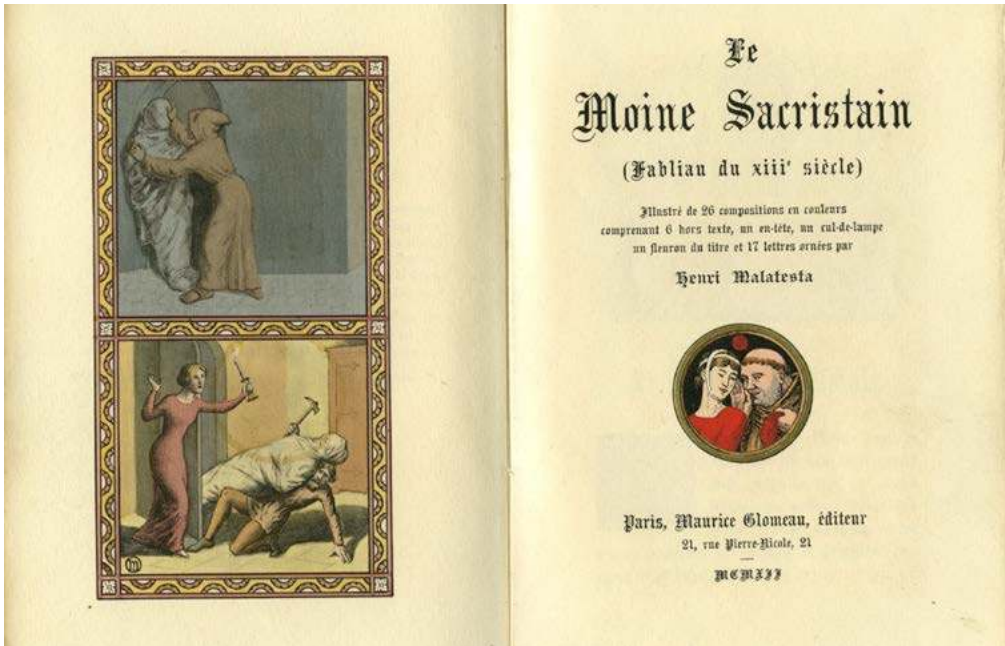 Le
Moine Sacristain
(Fabliau du xiiiᵉ siècle)
Illustré de 26 compositions en couleurs
comprenant 6 hors texte, un en-tête, un cul-de-lampe
un fleuron du titre et 17 lettres ornées par
Henri Malatesta
Paris, Maurice Glomeau, éditeur
21, rue Pierre-Nicole, 21
MCMXII